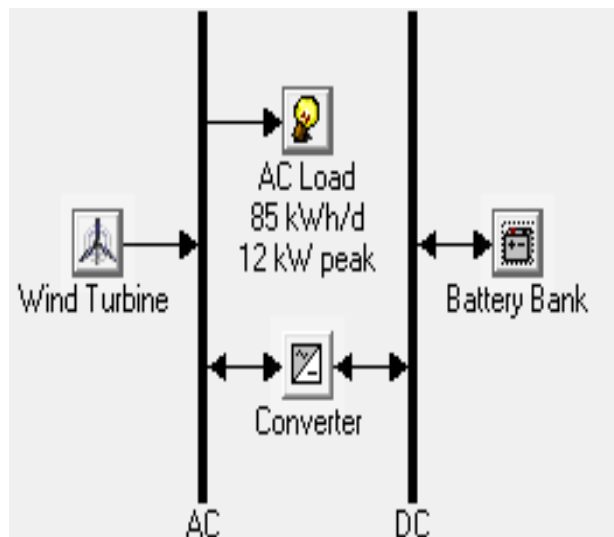 AC Load
85 kWh/d
12 kW peak
Wind Turbine
Battery Bank
Converter
AC
DC